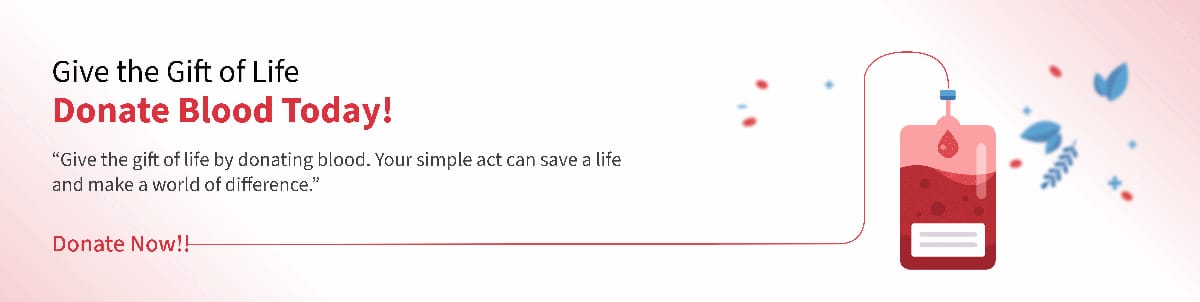 Give the Gift of Life
Donate Blood Today!
“Give the gift of life by donating blood. Your simple act can save a life
and make a world of difference.”
Donate Now!!